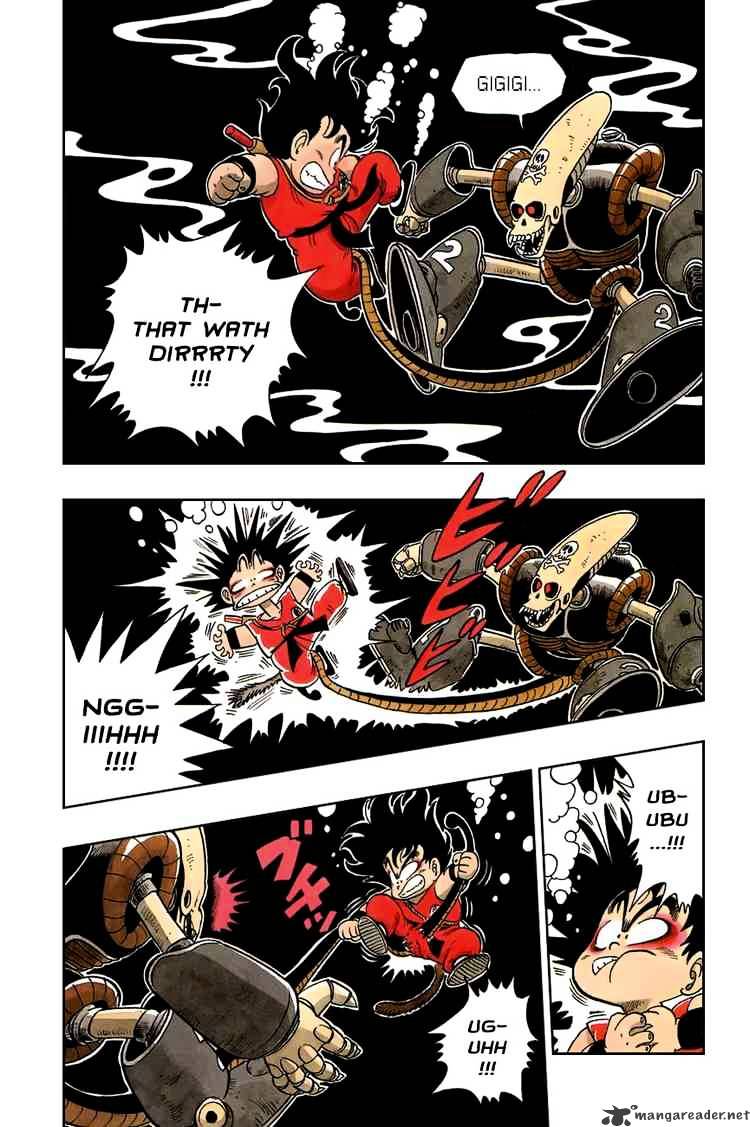 GIGIGI...
TH-
THAT WATH
DIRRRTY
!!!
2
2
ビビビビ
NGG-
IIIHHH
!!!!
UB-
UBU
...!!!
ブチッ
UG-
UHH
!!!
mangareader.net